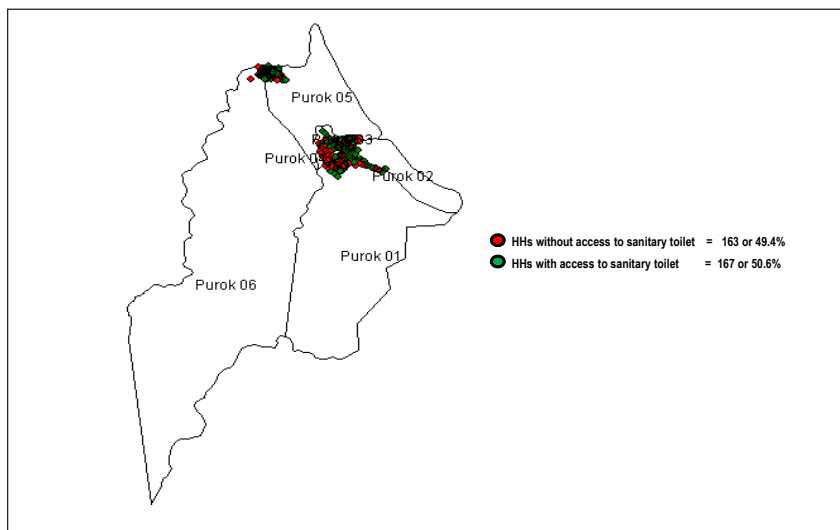 Purok 05
Purok 02
Purok 01
Purok 06
HHs without access to sanitary toilet = 163 or 49.4%
HHs with access to sanitary toilet = 167 or 50.6%